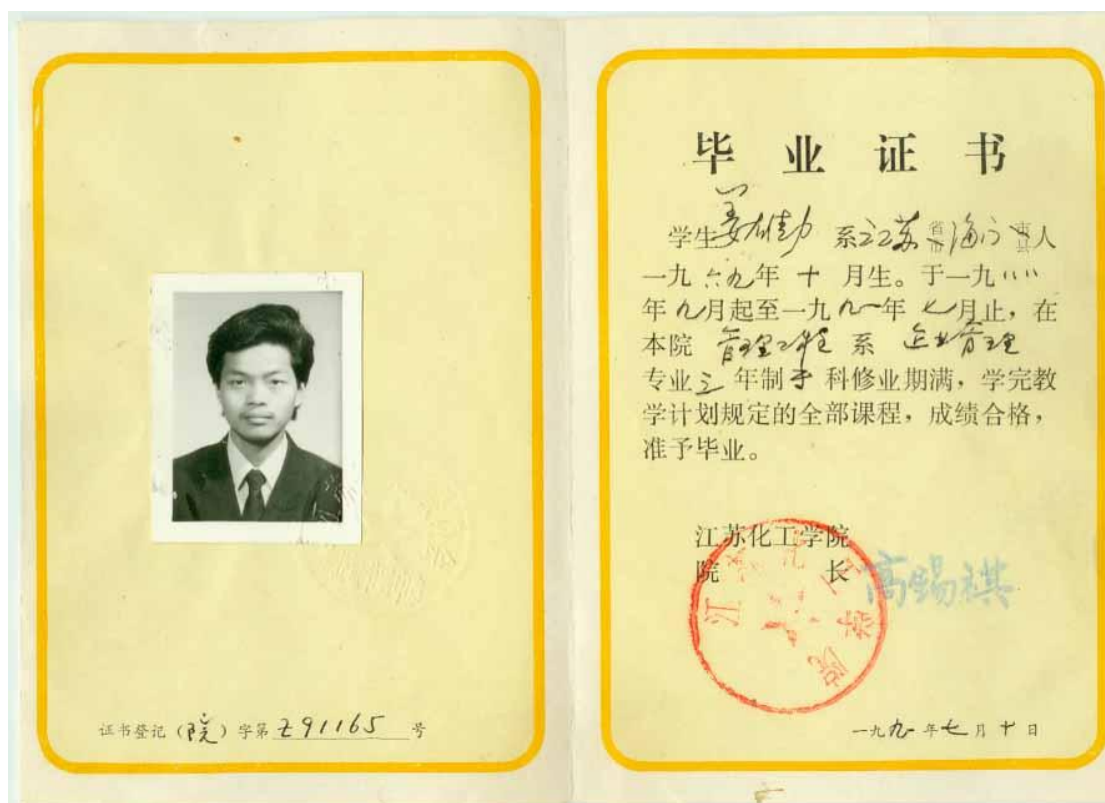 证书登记（院）字第 Z91165 号
毕业证书
学生姜雄勋 系江苏省市海门市县人
一九六九年 十 月生。于一九八八
年九月起至一九九一年 七月止，在
本院 管理工程 系 企业管理
专业三年制专科修业期满，学完教
学计划规定的全部课程，成绩合格，
准予毕业。
江苏化工学院
院 长 高锡祺
一九九一年七月十日